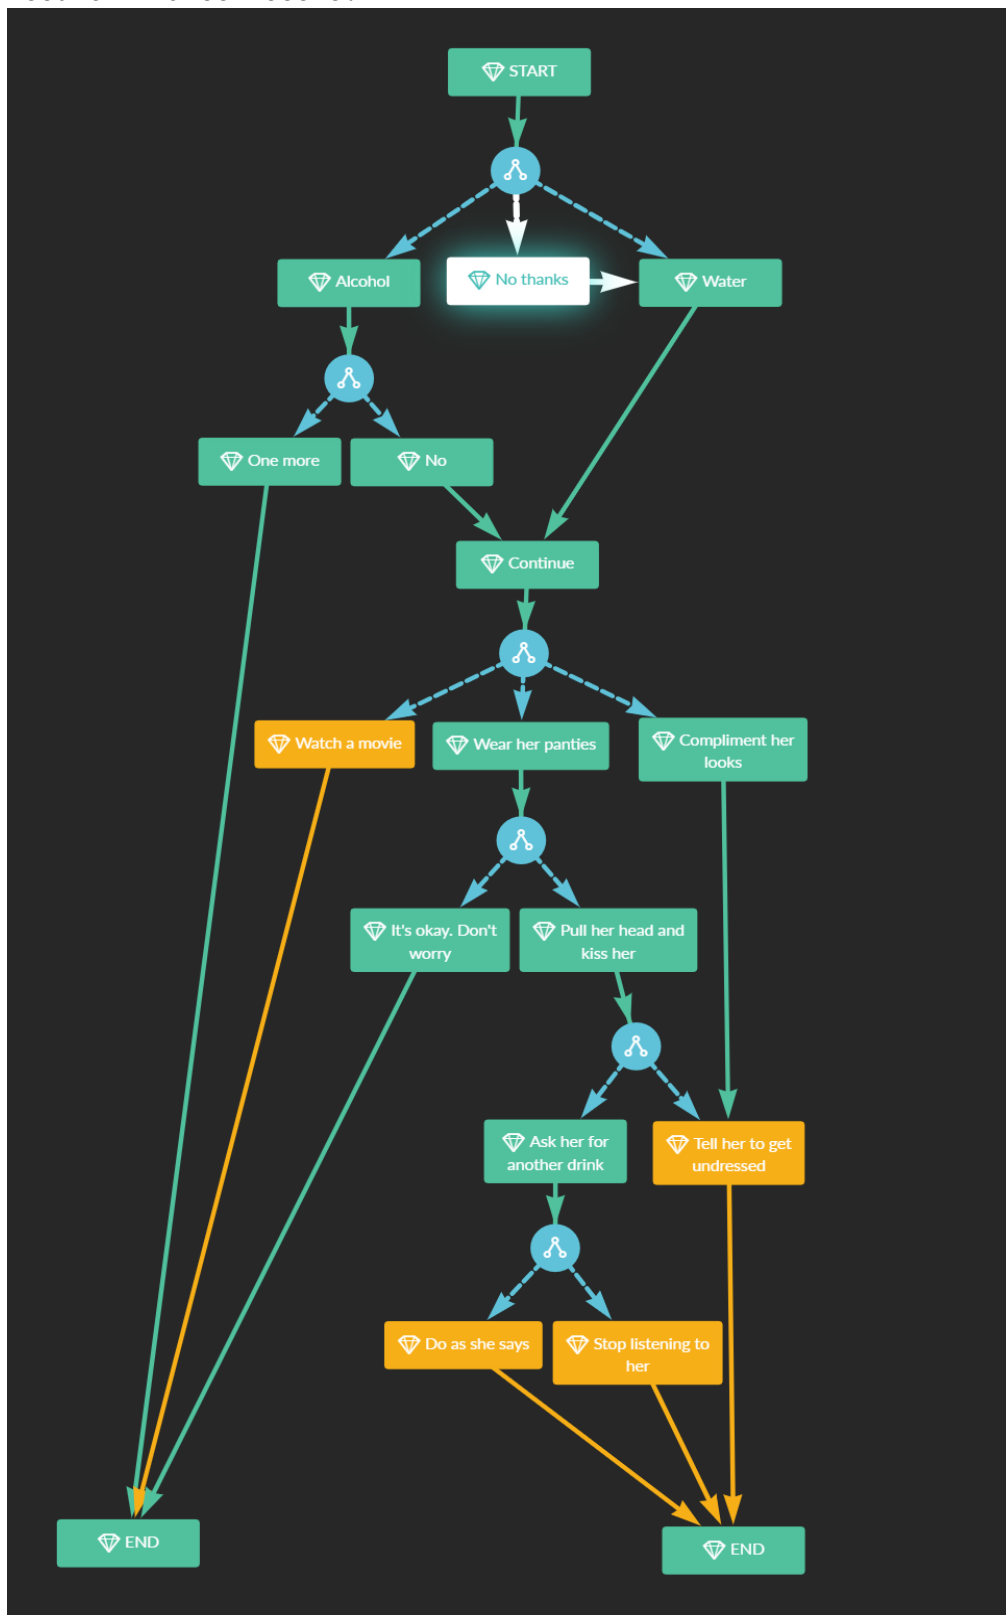 START
Alcohol
No thanks
Water
One more
No
Continue
Watch a movie
Wear her panties
Compliment her
looks
It's okay. Don't
worry
Pull her head and
kiss her
Ask her for
another drink
Tell her to get
undressed
Do as she says
Stop listening to
her
END
END